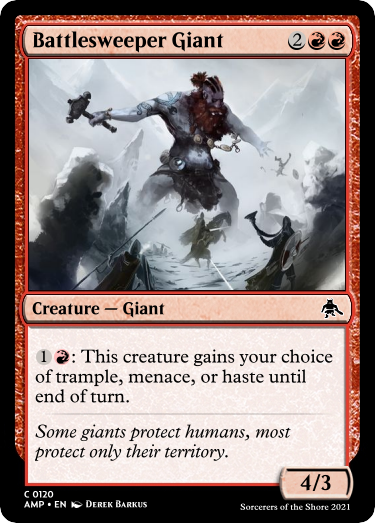 Battlesweeper Giant 2
Creature — Giant
1 : This creature gains your choice
of trample, menace, or haste until
end of turn.
Some giants protect humans, most
protect only their territory.
4/3
C 0120
AMP • EN Derek Barkus
Sorcerers of the Shore 2021